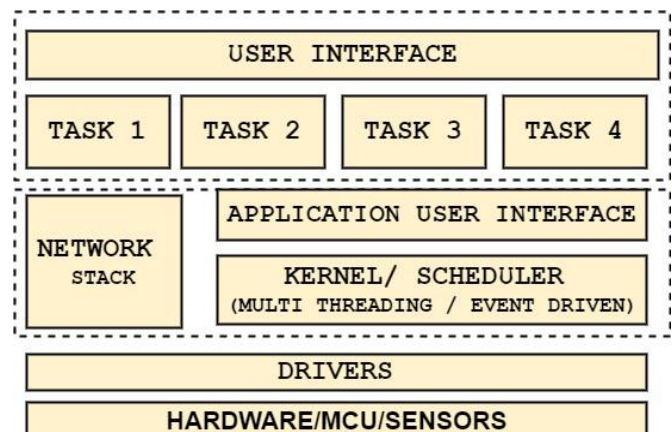 USER INTERFACE
TASK 1
TASK 2
TASK 3
TASK 4
NETWORK
STACK
APPLICATION USER INTERFACE
KERNEL/ SCHEDULER
(MULTI THREADING / EVENT DRIVEN)
DRIVERS
HARDWARE/MCU/SENSORS